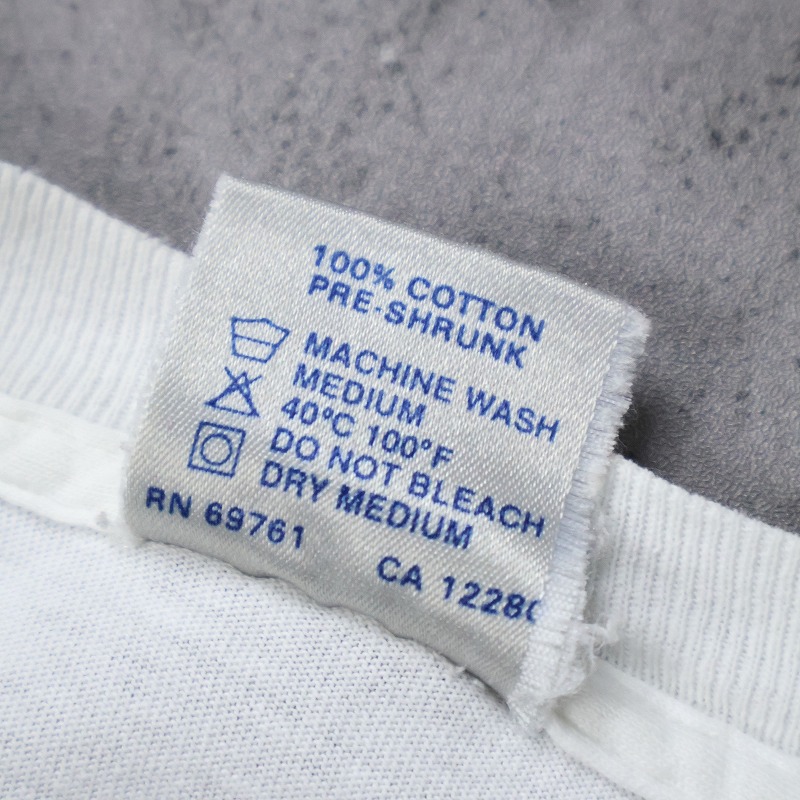 100% COTTON
PRE-SHRUNK
MACHINE WASH
MEDIUM
40°C 100°F
DO NOT BLEACH
DRY MEDIUM
RN 69761
CA 1228